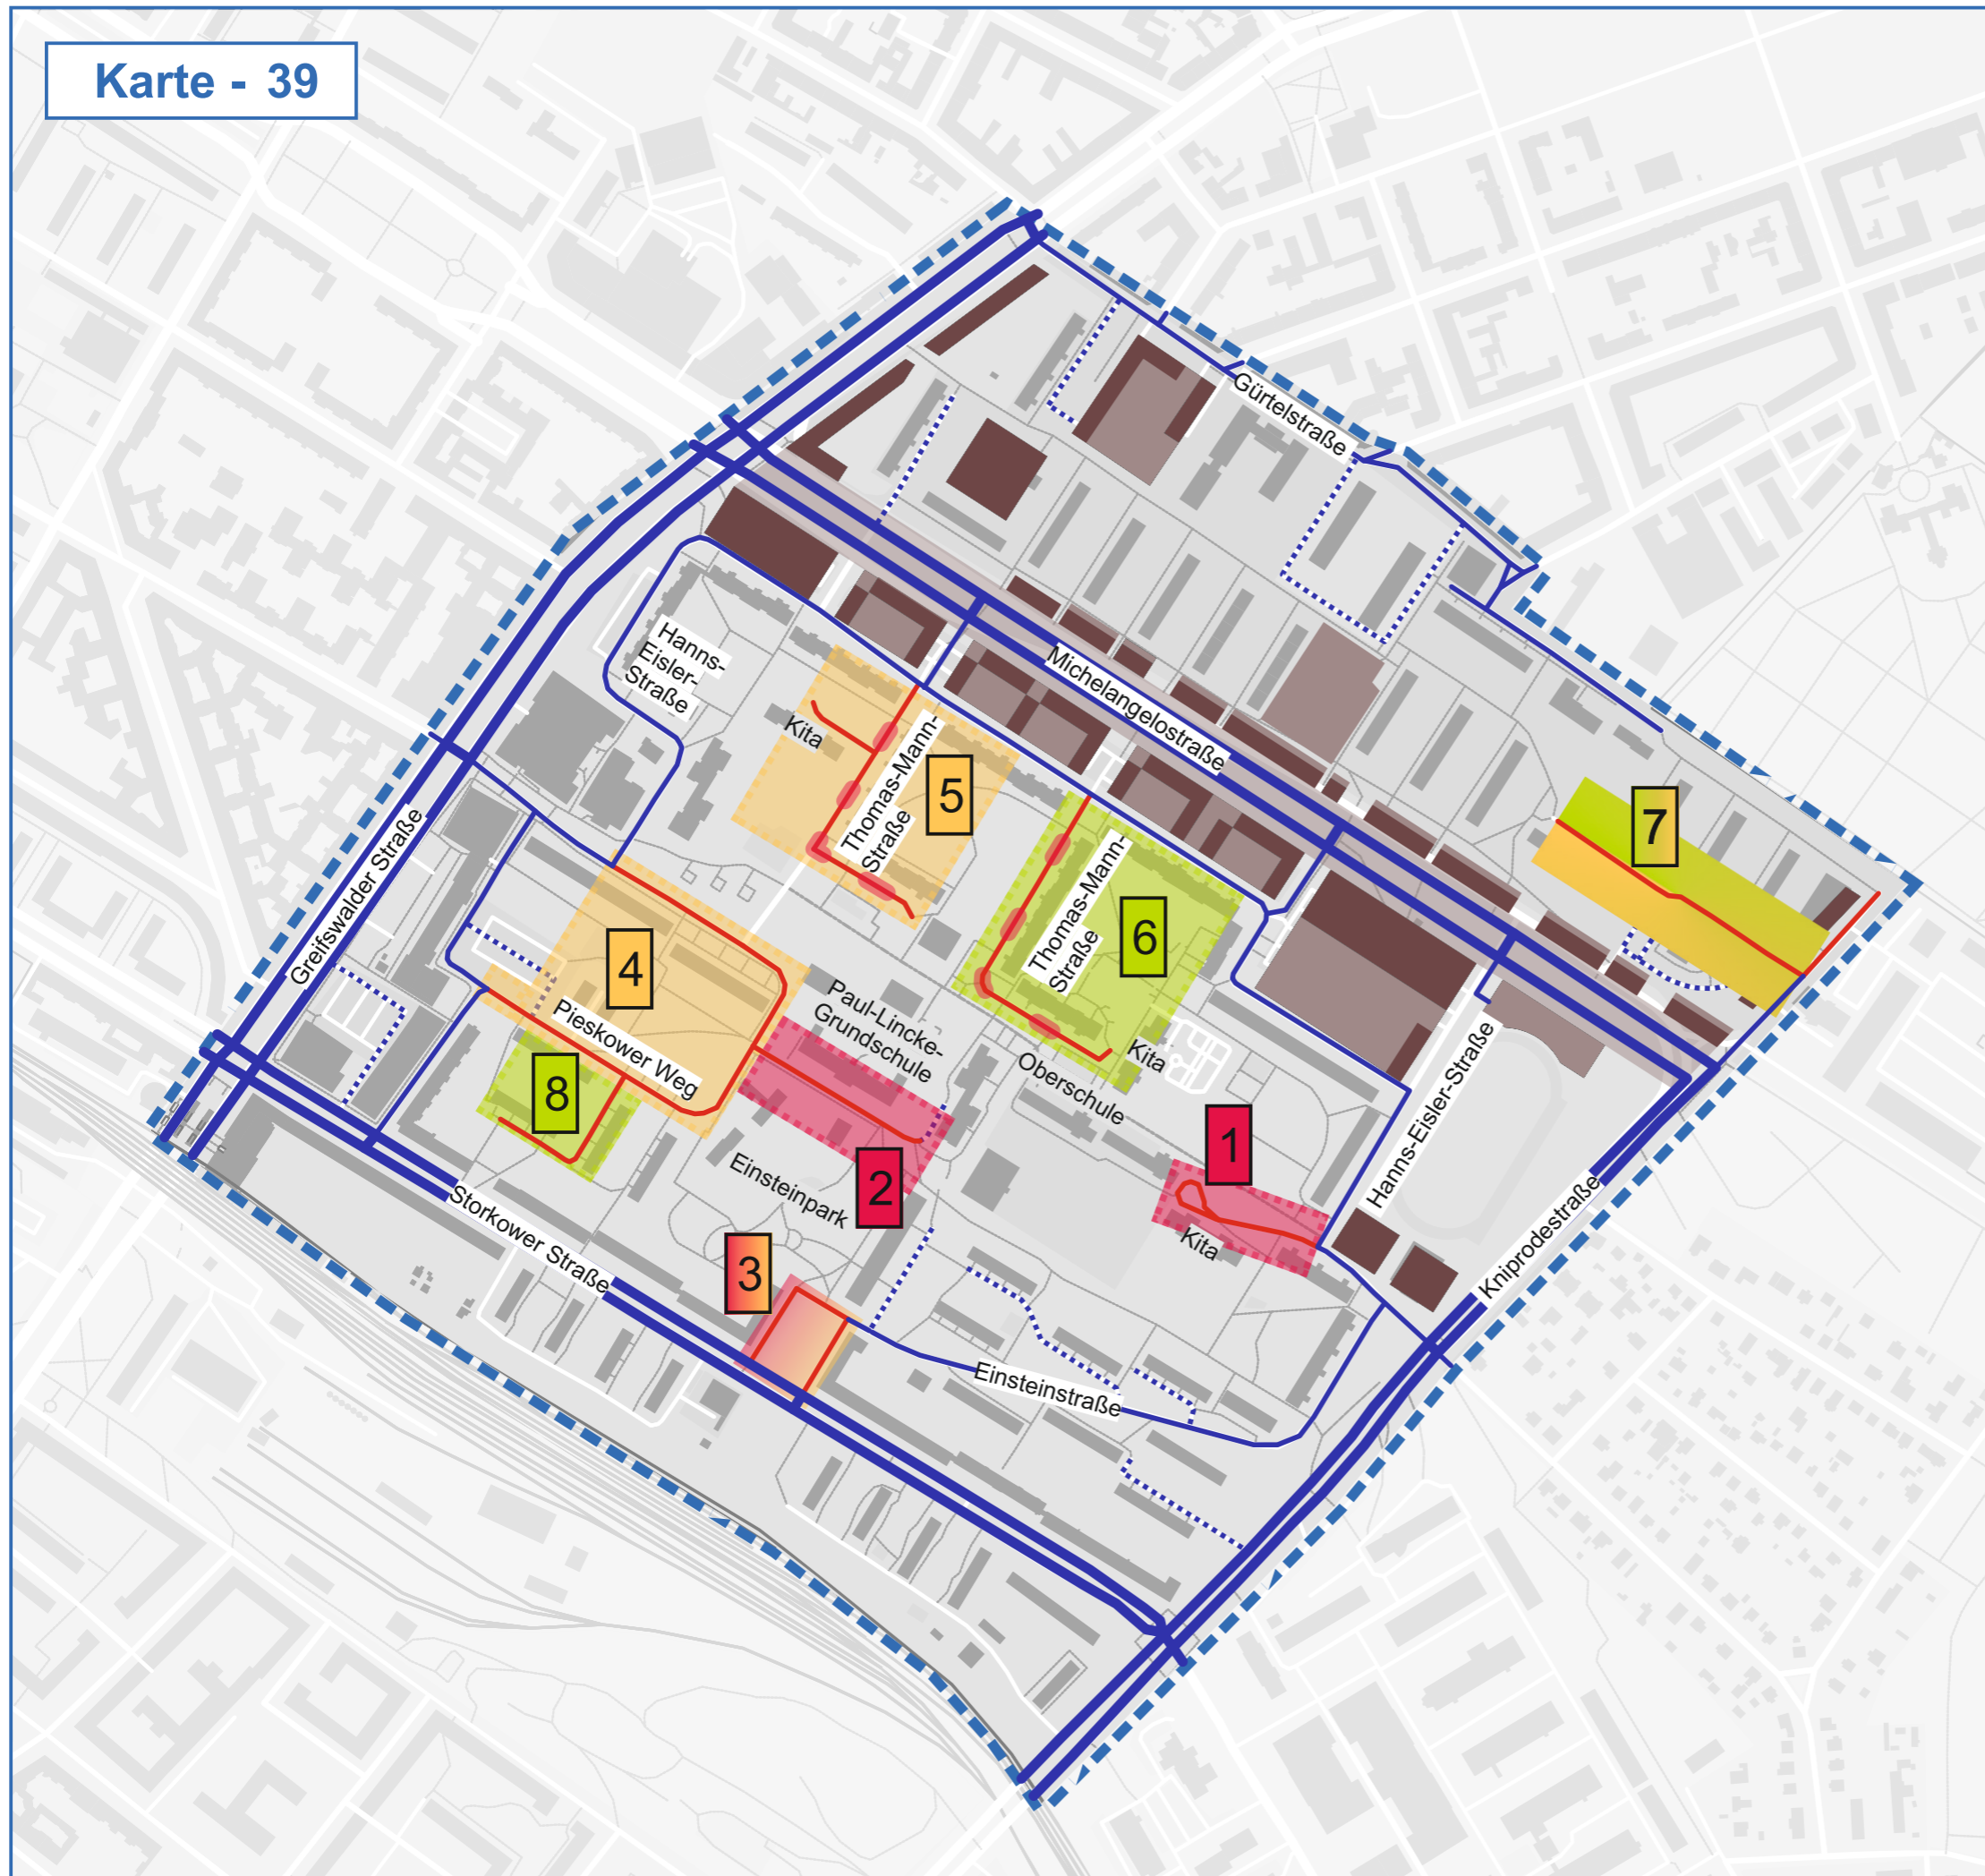 Karte - 39
Gürtelstraße
Hanns-
Eisler-
Straße
Michelangelostraße
Kita
Thomas-Mann-
Straße
5
7
Greifswalder Straße
Thomas-Mann-
Straße
6
4
Pieskower Weg
Paul-Lincke-
Grundschule
Oberschule
Kita
8
Hanns-Eisler-Straße
1
2
Einsteinpark
Kita
Storkower Straße
3
Kniprodestraße
Einsteinstraße